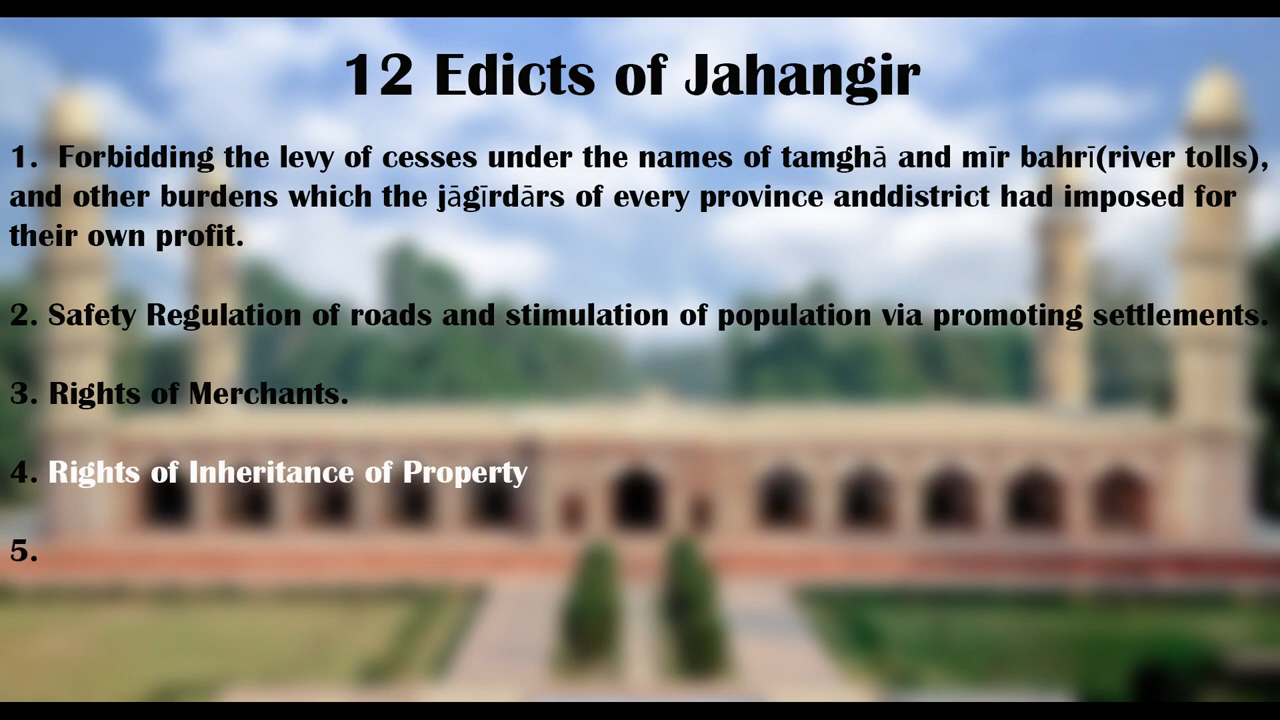 12 Edicts of Jahangir
1. Forbidding the levy of cesses under the names of tamghā and mīr bahrī(river tolls),
and other burdens which the jāgīrdārs of every province anddistrict had imposed for
their own profit.
2. Safety Regulation of roads and stimulation of population via promoting settlements.
3. Rights of Merchants.
4. Rights of Inheritance of Property
5.